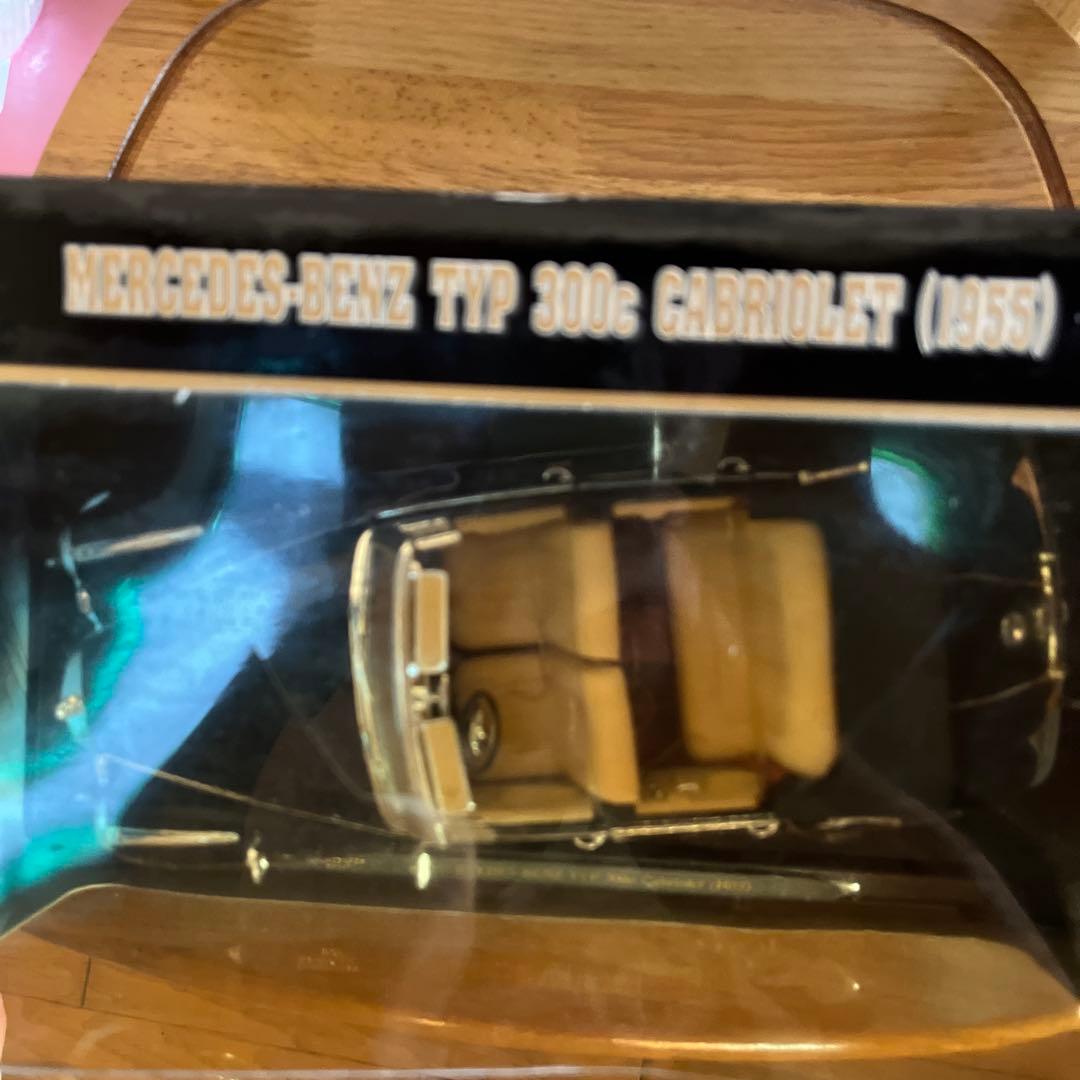 MERCEDES-BENZ TYP 300c CABRIOLET (1955)